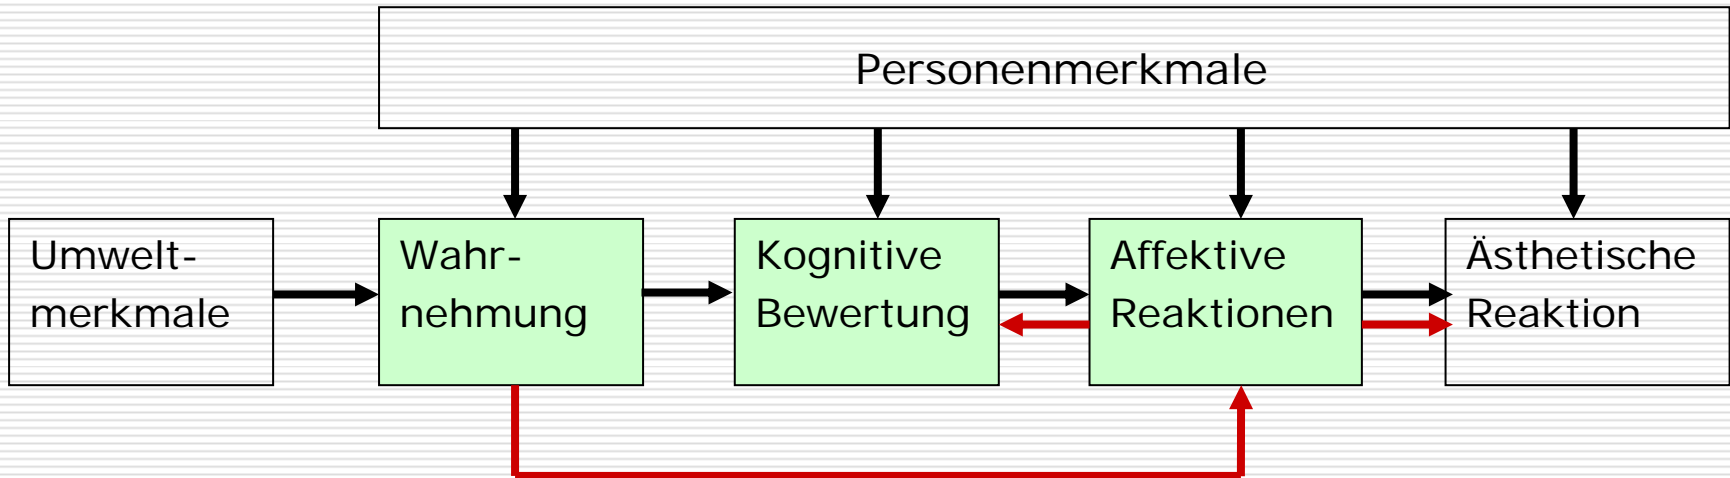 Personenmerkmale
Umwelt-
merkmale
Wahr-
nehmung
Kognitive
Bewertung
Affektive
Reaktionen
Ästhetische
Reaktion